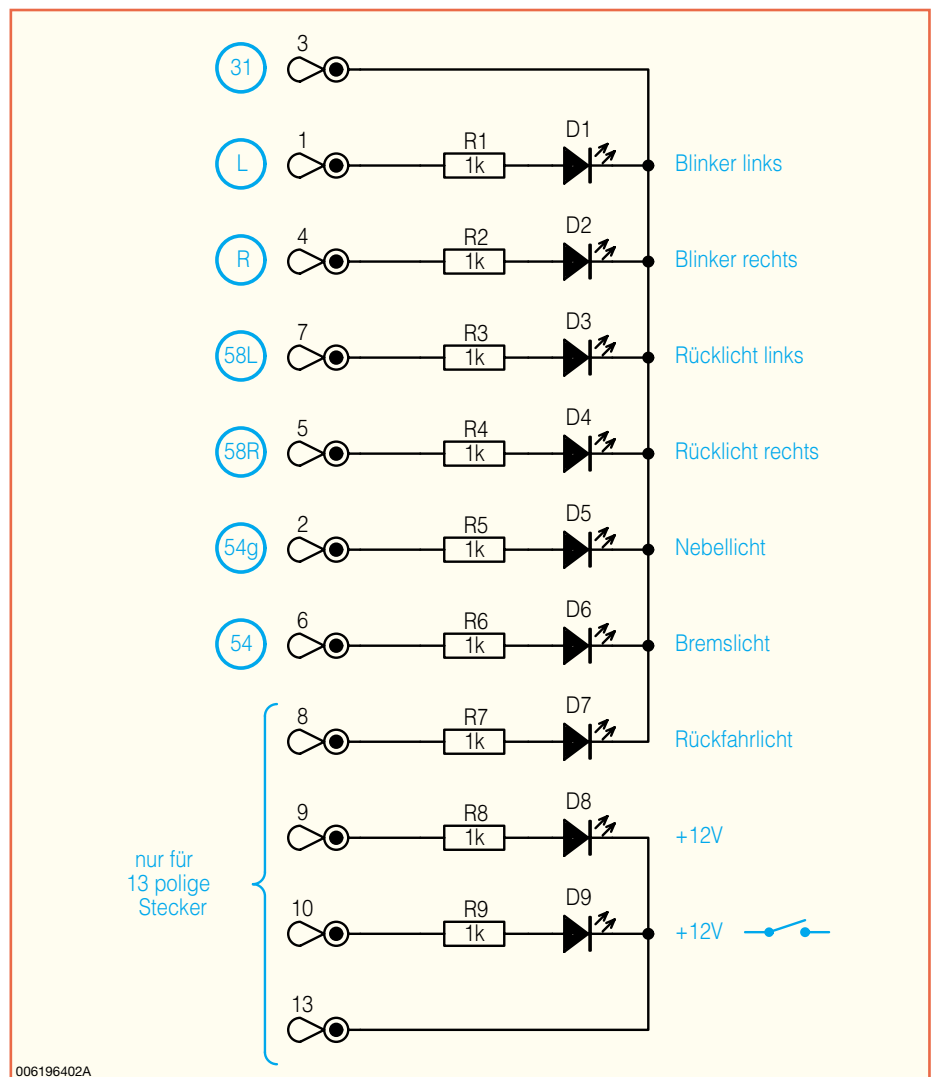 3
31
1
R1
D1
L
1k
Blinker links
4
R2
D2
R
1k
Blinker rechts
7
R3
D3
58L
1k
Rücklicht links
5
R4
D4
58R
1k
Rücklicht rechts
2
R5
D5
54g
1k
Nebellicht
6
R6
D6
54
1k
Bremslicht
8
R7
D7
1k
Rückfahrlicht
9
R8
D8
1k
+12V
nur für
13 polige
Stecker
10
R9
D9
1k
+12V
13
006196402A